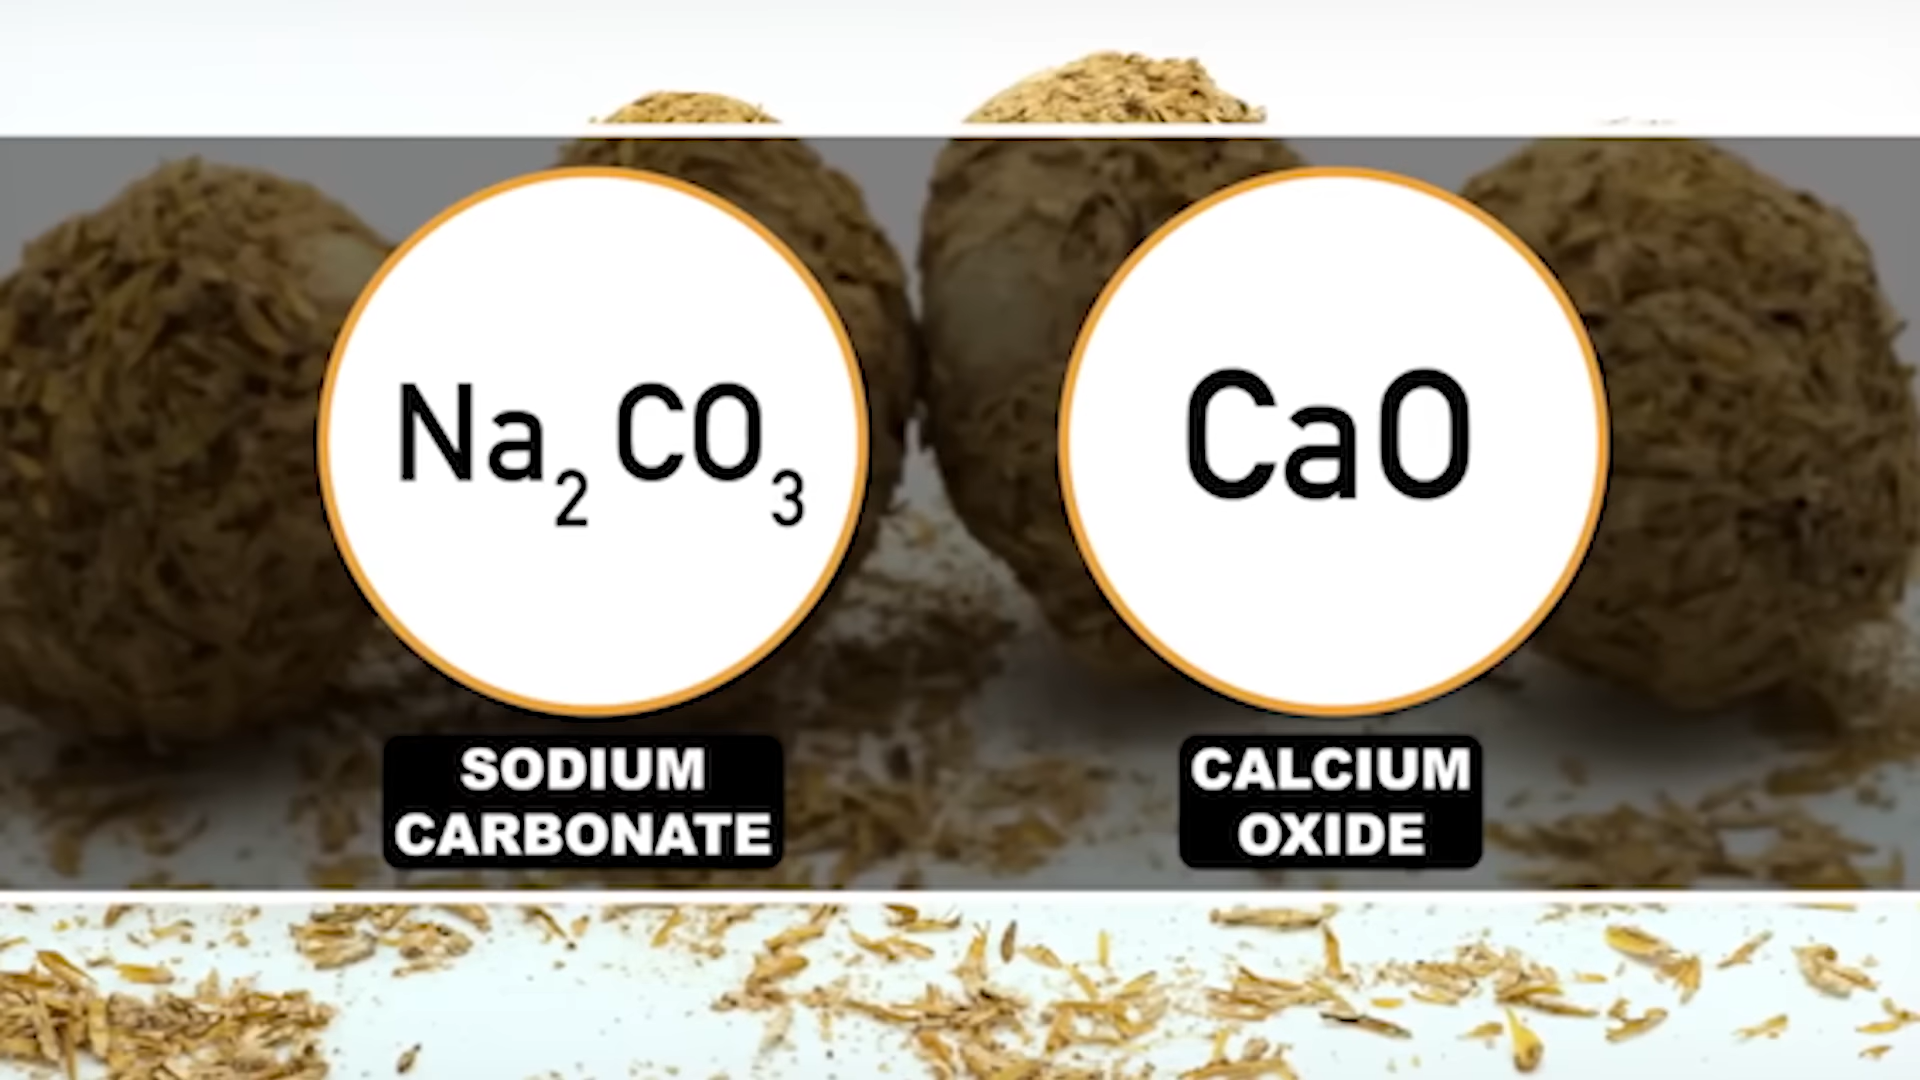 Na₂CO₃
CaO
SODIUM
CARBONATE
CALCIUM
OXIDE